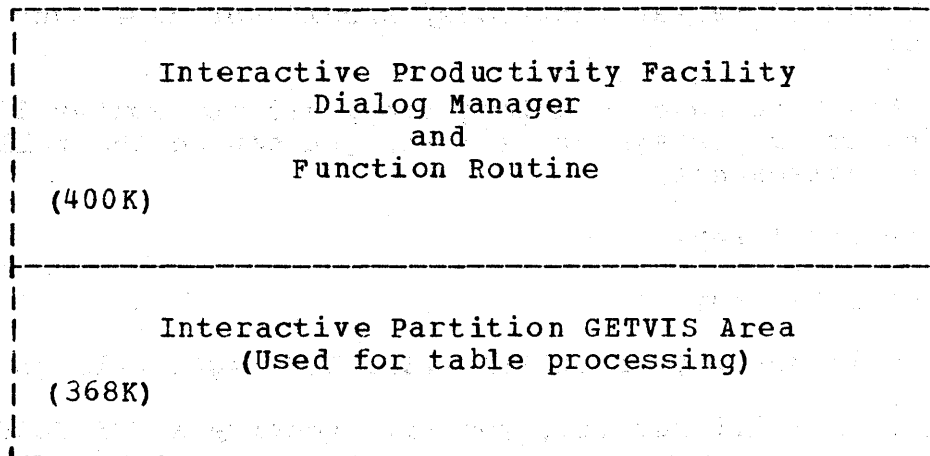 Interactive Productivity Facility
Dialog Manager
and
Function Routine
(400K)
Interactive Partition GETVIS Area
(Used for table processing)
(368K)